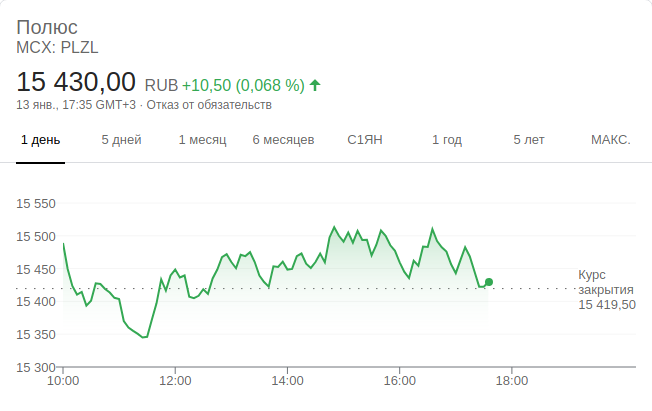 Полюс
MCX: PLZL
15 430,00 RUB +10,50 (0,068 %)
13 янв., 17:35 GMT+3 · Отказ от обязательств
1 день 5 дней 1 месяц 6 месяцев С1ЯН 1 год 5 лет МАКС.
15 550
15 500
15 450
Курс
закрытия
15 419,50
15 400
15 350
15 300
10:00 12:00 14:00 16:00 18:00